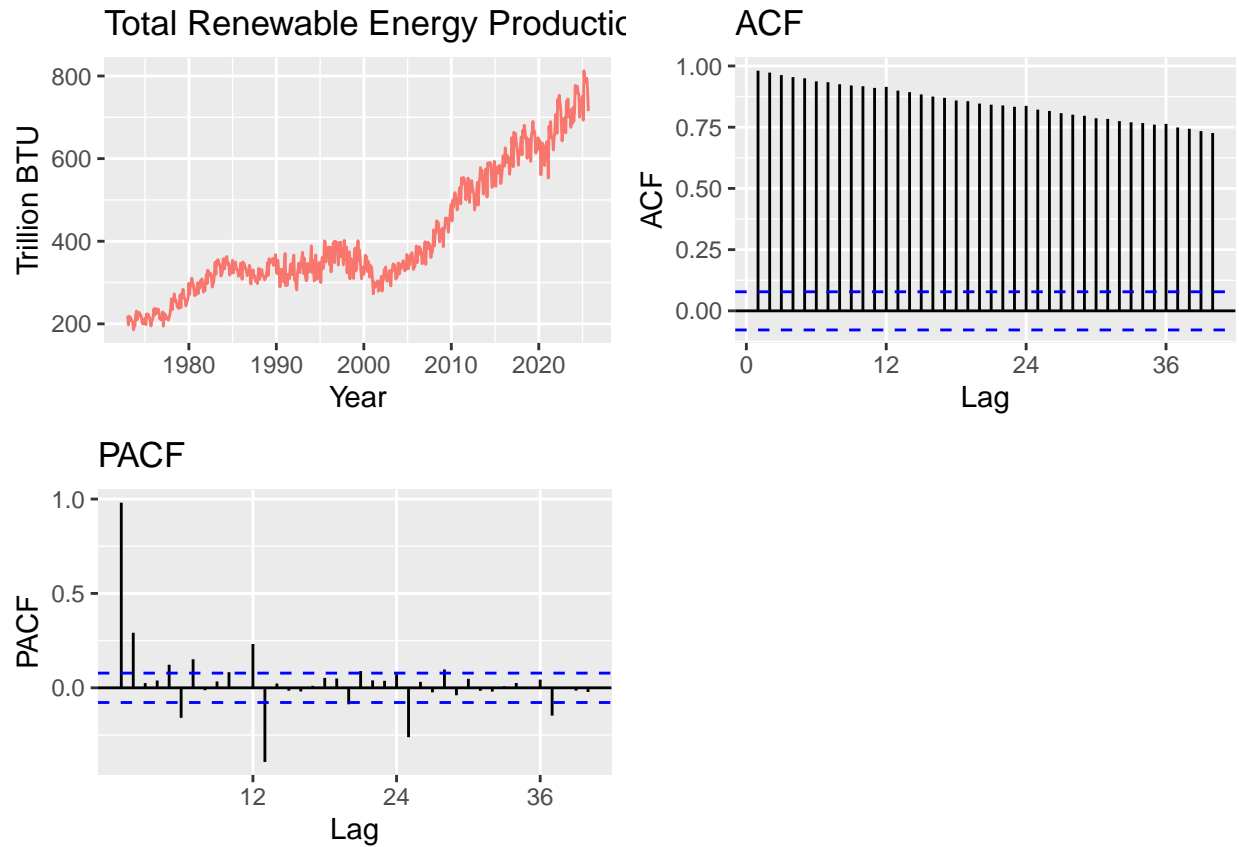 Total Renewable Energy Productic
800
600
400
200
Trillion BTU
1980 1990 2000 2010 2020
Year
ACF
1.00
0.75
0.50
0.25
0.00
ACF
0 12 24 36
Lag
PACF
1.0
0.5
0.0
PACF
12 24 36
Lag